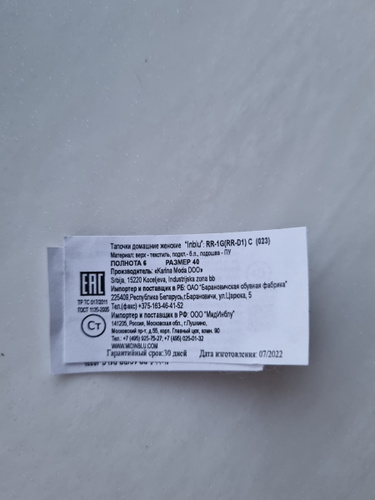 Тапочки домашние женские "Inblu": RR-1G(RR-D1) C (023)
Материал: верх - текстиль, подкл - б.п., подошва - ПУ
ПОЛНОТА 6 РАЗМЕР 40
Производитель: «Karina Moda DOO»
Srbija, 15220 Koceljeva, Industrijska zona bb
Импортер и поставщик в РБ: ОАО "Барановичская обувная фабрика"
225409,Республика Беларусь,г.Барановичи, ул.Царюка, 5
Тел.(факс) +375-163-46-41-52
Импортер и поставщик в РФ: ООО "МидИнблу"
141205, Россия, Московская обл., г.Пушкино,
Московский пр-т, д.55, корп. Главный цех, комн. 90
Тел.: +7 (495) 925-75-27; +7 (495) 025-01-32
WWW.MIDINBLU.COM
Гарантийный срок:30 дней Дата изготовления: 07/2022
ЕАС
ТР ТС 017/2011
ГОСТ 1135-2005
Ст